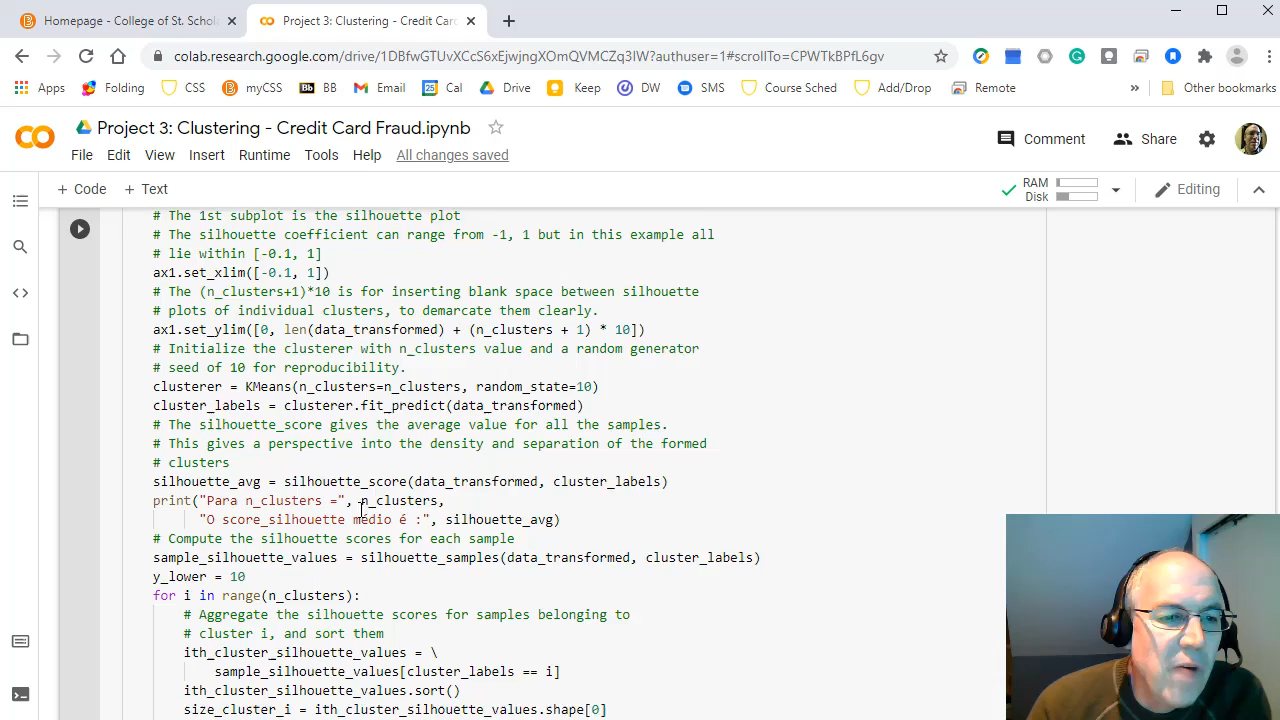 Homepage - College of St. Schol
Project 3: Clustering - Credit Card
colab.research.google.com/drive/1DBfwGTUvXCcS6xEjwjngXOmQVMCZq3IW?authuser=1#scrollTo=CPWTkBPfL6gv
Apps
Folding
CSS
mCSS
BB
Email
Cal
Drive
Keep
DW
SMS
Course Sched
Add/Drop
Remote
»
Other bookmarks
Project 3: Clustering - Credit Card Fraud.ipynb
Comment
Share
File Edit View Insert Runtime Tools Help All changes saved
+ Code + Text
RAM
Disk
Editing
# The 1st subplot is the silhouette plot
# The silhouette coefficient can range from -1, 1 but in this example all
# lie within [-0.1, 1]
ax1.set_xlim([-0.1, 1])
# The (n_clusters+1)*10 is for inserting blank space between silhouette
# plots of individual clusters, to demarcate them clearly.
ax1.set_ylim([0, len(data_transformed) + (n_clusters + 1) * 10])
# Initialize the clusterer with n_clusters value and a random generator
# seed of 10 for reproducibility.
clusterer = KMeans(n_clusters=n_clusters, random_state=10)
cluster_labels = clusterer.fit_predict(data_transformed)
# The silhouette_score gives the average value for all the samples.
# This gives a perspective into the density and separation of the formed
# clusters
silhouette_avg = silhouette_score(data_transformed, cluster_labels)
print("Para n_clusters =", n_clusters,
"O score_silhouette médio é :", silhouette_avg)
# Compute the silhouette scores for each sample
sample_silhouette_values = silhouette_samples(data_transformed, cluster_labels)
y_lower = 10
for i in range(n_clusters):
# Aggregate the silhouette scores for samples belonging to
# cluster i, and sort them
ith_cluster_silhouette_values = \
sample_silhouette_values[cluster_labels == i]
ith_cluster_silhouette_values.sort()
size_cluster_i = ith_cluster_silhouette_values.shape[0]